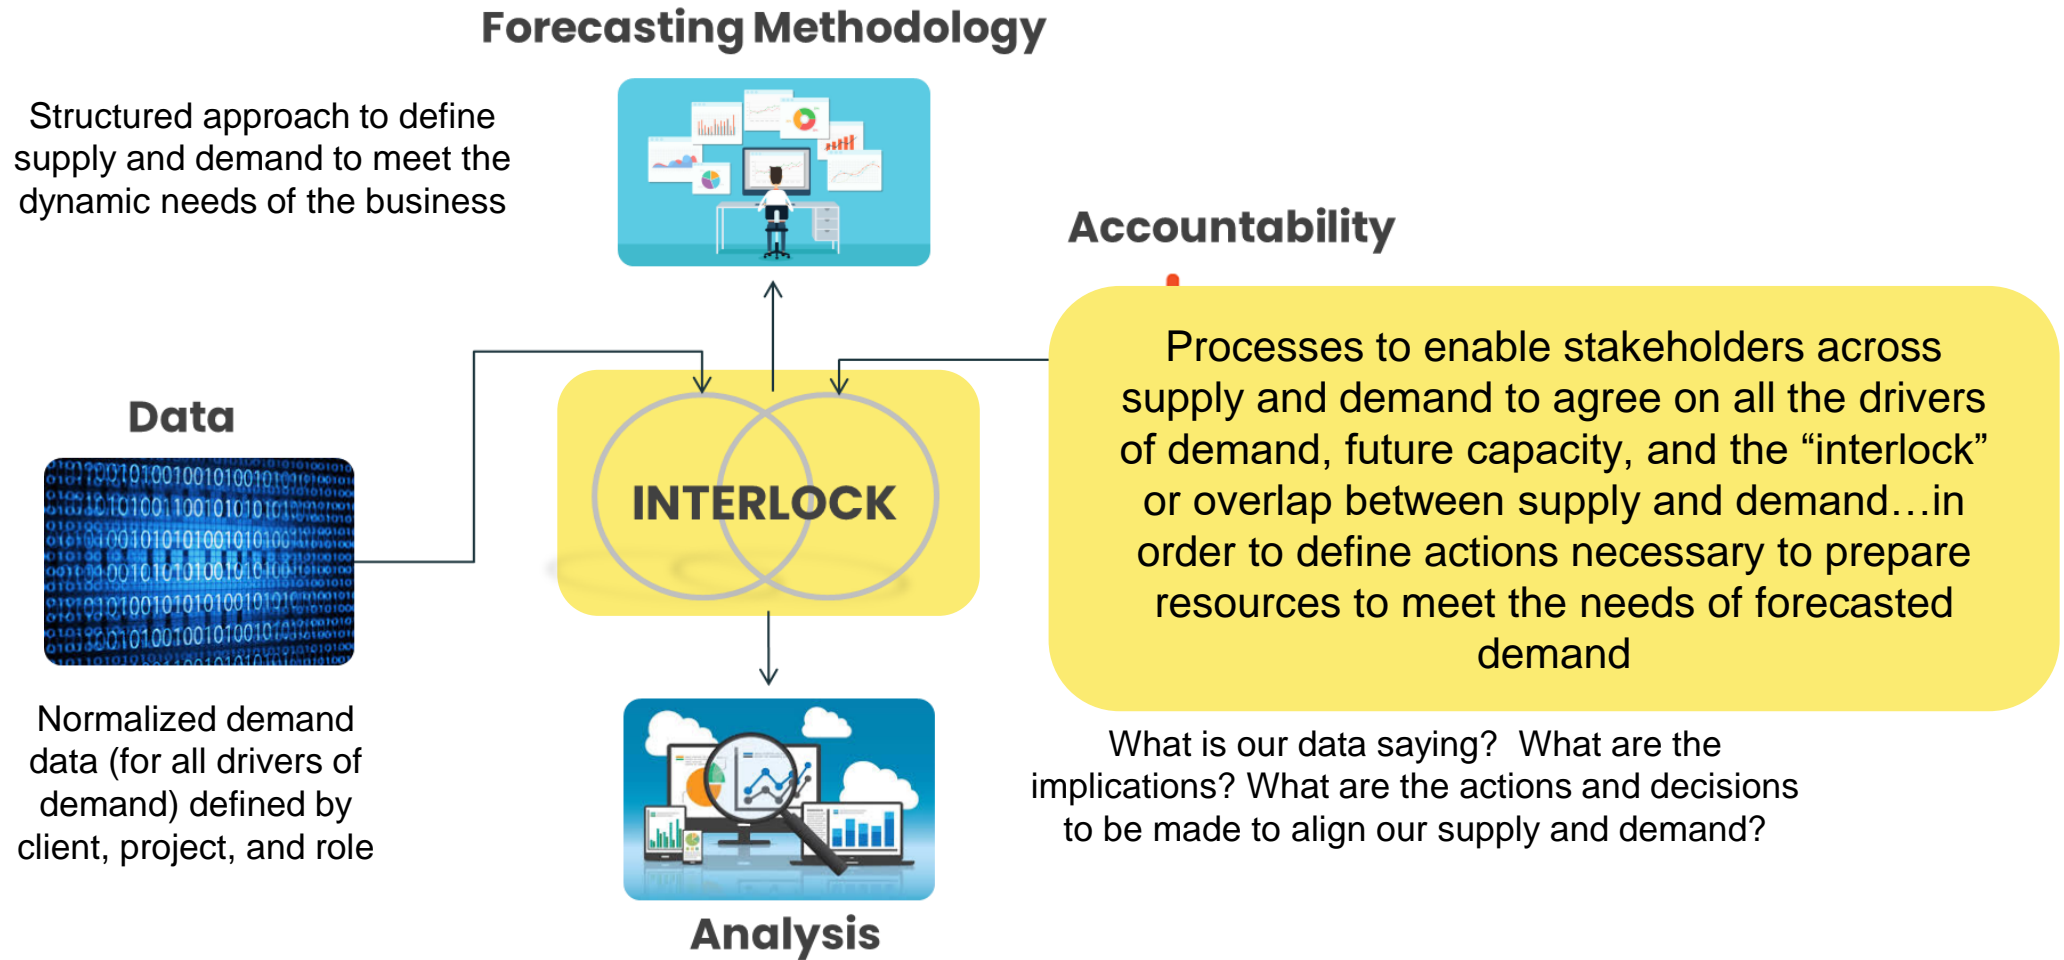 Forecasting Methodology
Structured approach to define
supply and demand to meet the
dynamic needs of the business
Accountability
Processes to enable stakeholders across
supply and demand to agree on all the drivers
of demand, future capacity, and the “interlock”
or overlap between supply and demand…in
order to define actions necessary to prepare
resources to meet the needs of forecasted
demand
Data
INTERLOCK
Normalized demand
data (for all drivers of
demand) defined by
client, project, and role
What is our data saying?  What are the
implications? What are the actions and decisions
to be made to align our supply and demand?
Analysis